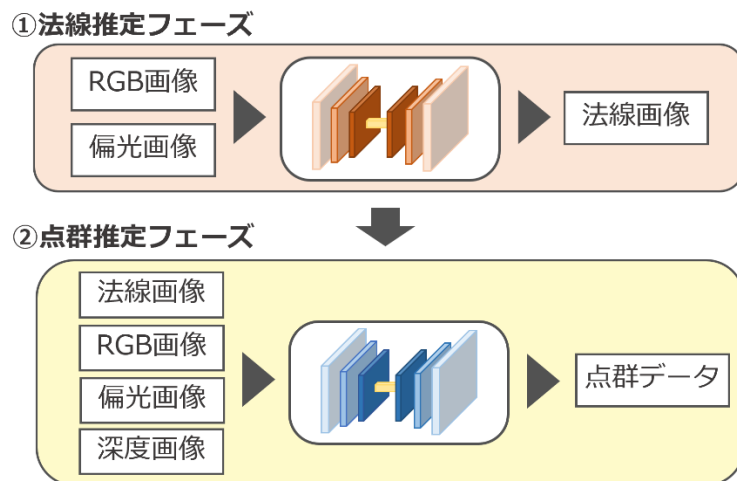 ①法線推定フェーズ
RGB画像
偏光画像
法線画像
②点群推定フェーズ
法線画像
RGB画像
偏光画像
深度画像
点群データ